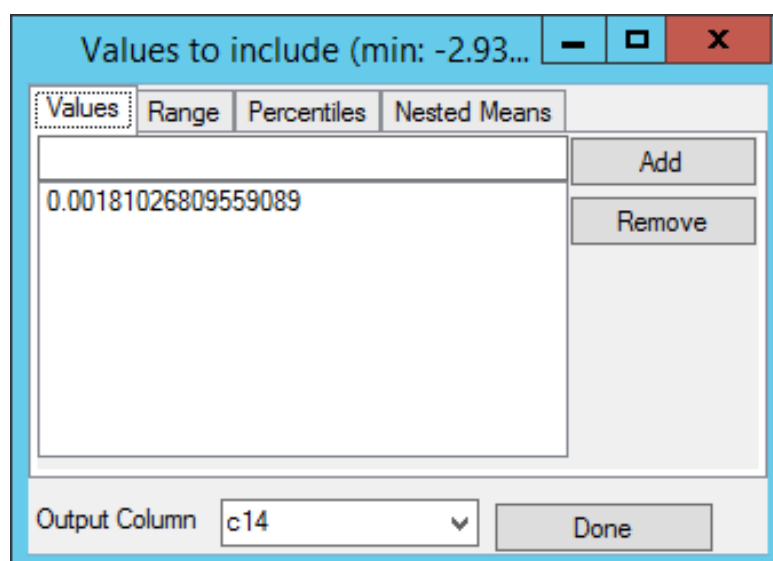 Values to include (min: -2.93...
Values Range Percentiles Nested Means
Add
0.00181026809559089
Remove
Output Column c14 Done